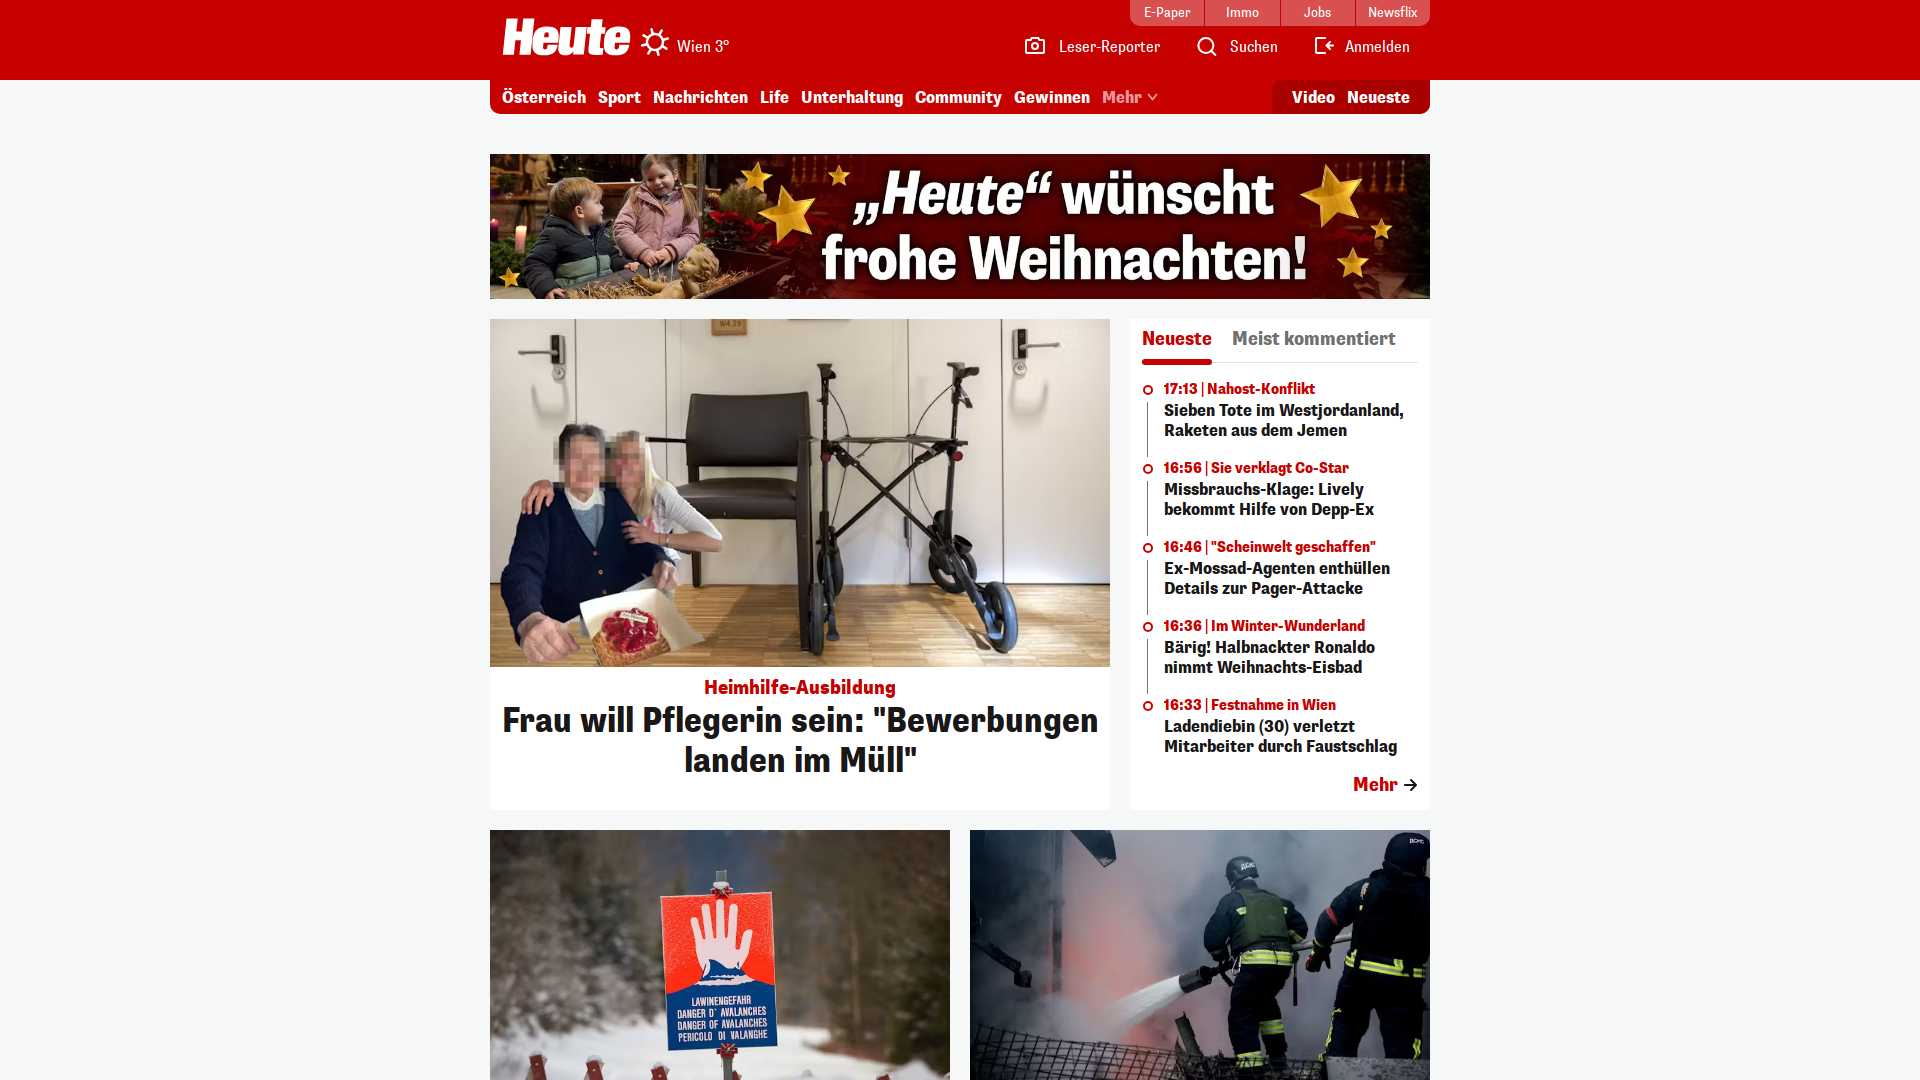 E-Paper
Immo
Jobs
Newsflix
Heute
Wien 3°
Leser-Reporter
Suchen
Anmelden
Österreich
Sport
Nachrichten
Life
Unterhaltung
Community
Gewinnen
Mehr
Video
Neueste
„Heute“ wünscht
frohe Weihnachten!
Heimhilfe-Ausbildung
Frau will Pflegerin sein: "Bewerbungen
landen im Müll"
Neueste
Meist kommentiert
17:13 | Nahost-Konflikt
Sieben Tote im Westjordanland,
Raketen aus dem Jemen
16:56 | Sie verklagt Co-Star
Missbrauchs-Klage: Lively
bekommt Hilfe von Depp-Ex
16:46 | "Scheinwelt geschaffen"
Ex-Mossad-Agenten enthüllen
Details zur Pager-Attacke
16:36 | Im Winter-Wunderland
Bärig! Halbnackter Ronaldo
nimmt Weihnachts-Eisbad
16:33 | Festnahme in Wien
Ladendiebin (30) verletzt
Mitarbeiter durch Faustschlag
Mehr
LAWINENGEFAHR
DANGER D' AVALANCHES
DANGER OF AVALANCHES
PERICOLO DI VALANGHE